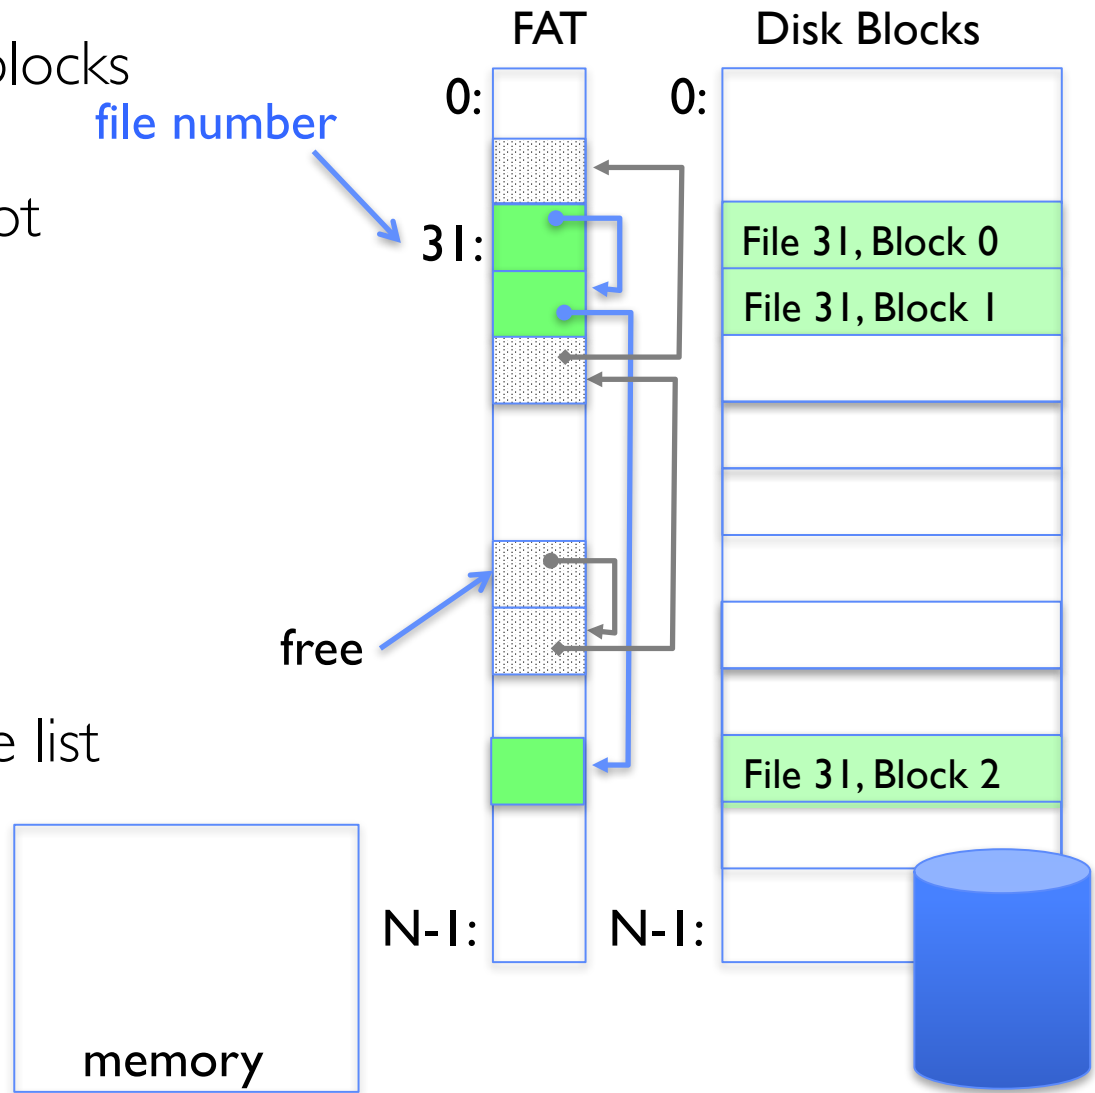 FAT
Disk Blocks
blocks
0:
0:
file number
ot
31:
File 31, Block 0
File 31, Block 1
free
e list
File 31, Block 2
N-1:
N-1:
memory